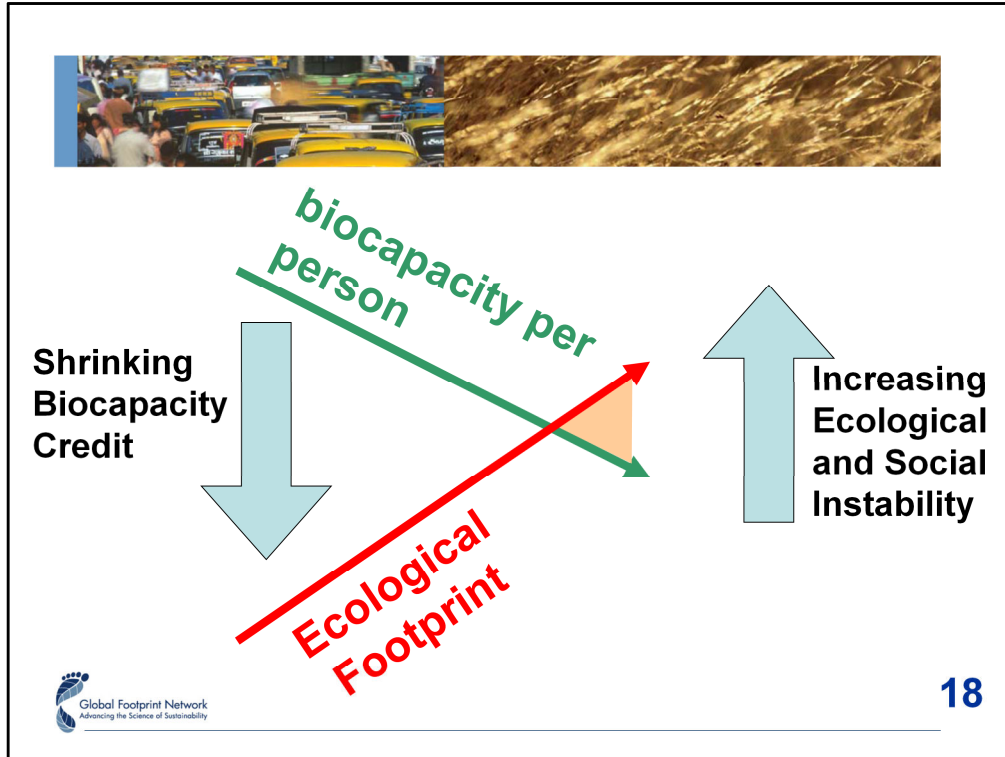 biocapacity per
person
Shrinking
Biocapacity
Credit
Increasing
Ecological
and Social
Instability
Ecological
Footprint
Global Footprint Network
Advancing the Science of Sustainability
18